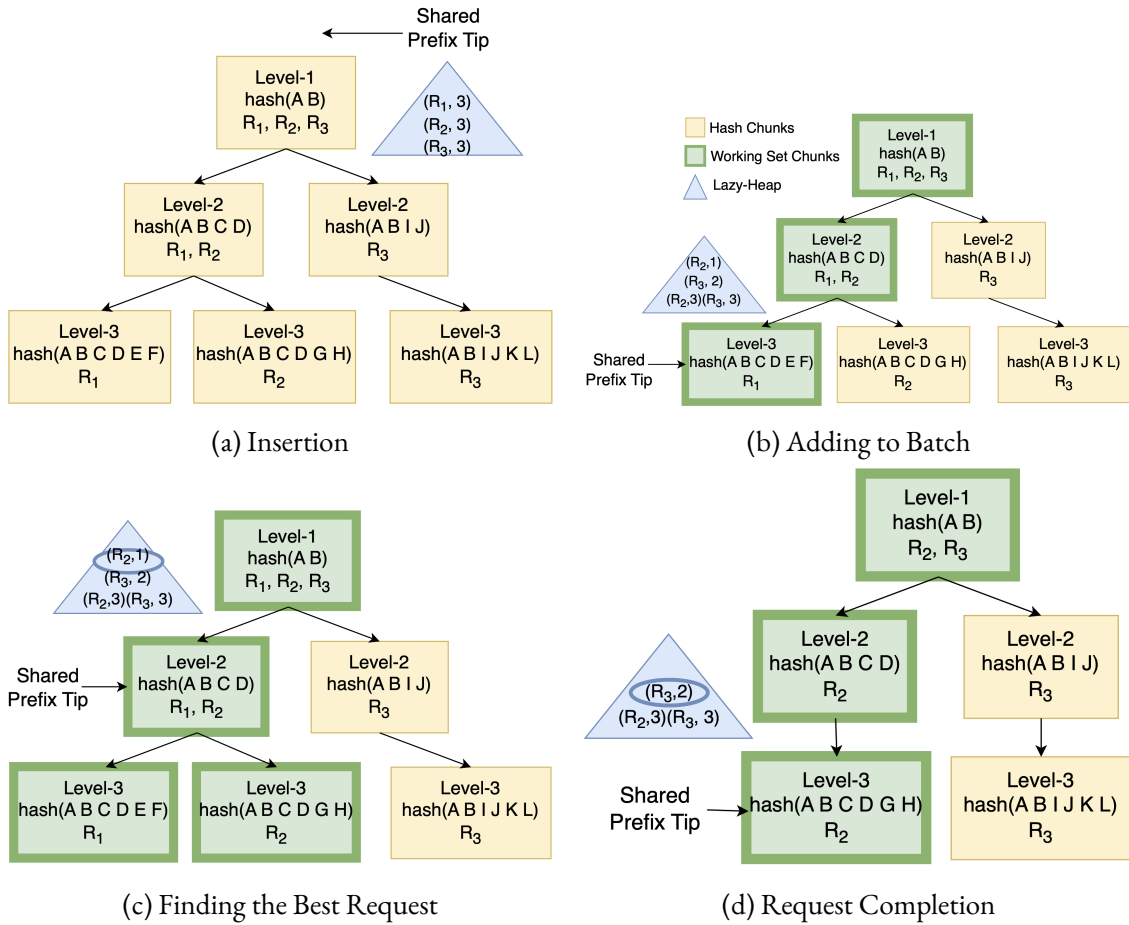 Shared
Prefix Tip
Level-1
hash(A B)
R₁, R₂, R₃
(R₁, 3)
(R₂, 3)
(R₃, 3)
Level-2
hash(A B C D)
R₁, R₂
Level-2
hash(A B I J)
R₃
Level-3
hash(A B C D E F)
R₁
Level-3
hash(A B C D G H)
R₂
Level-3
hash(A B I J K L)
R₃
(a) Insertion
Hash Chunks
Working Set Chunks
Lazy-Heap
Level-1
hash(A B)
R₁, R₂, R₃
(R₂,1)
(R₃, 2)
(R₂,3)(R₃, 3)
Level-2
hash(A B C D)
R₁, R₂
Level-2
hash(A B I J)
R₃
Shared
Prefix Tip
Level-3
hash(A B C D E F)
R₁
Level-3
hash(A B C D G H)
R₂
Level-3
hash(A B I J K L)
R₃
(b) Adding to Batch
(R₂,1)
(R₃, 2)
(R₂,3)(R₃, 3)
Level-1
hash(A B)
R₁, R₂, R₃
Shared
Prefix Tip
Level-2
hash(A B C D)
R₁, R₂
Level-2
hash(A B I J)
R₃
Level-3
hash(A B C D E F)
R₁
Level-3
hash(A B C D G H)
R₂
Level-3
hash(A B I J K L)
R₃
(c) Finding the Best Request
Level-1
hash(A B)
R₂, R₃
(R₃,2)
(R₂,3)(R₃, 3)
Level-2
hash(A B C D)
R₂
Level-2
hash(A B I J)
R₃
Shared
Prefix Tip
Level-3
hash(A B C D G H)
R₂
Level-3
hash(A B I J K L)
R₃
(d) Request Completion